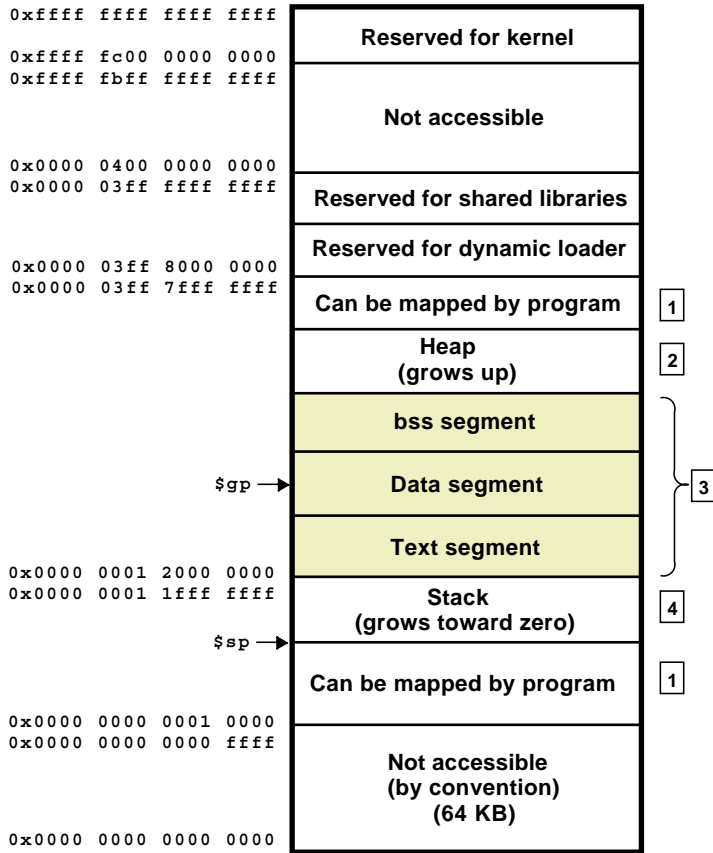 0xffff ffff ffff ffff
Reserved for kernel
0xffff fc00 0000 0000
0xffff fbff ffff ffff
Not accessible
0x0000 0400 0000 0000
0x0000 03ff ffff ffff
Reserved for shared libraries
Reserved for dynamic loader
0x0000 03ff 8000 0000
0x0000 03ff 7fff ffff
Can be mapped by program
1
Heap
(grows up)
2
bss segment
$gp
Data segment
3
Text segment
0x0000 0001 2000 0000
0x0000 0001 1fff ffff
Stack
(grows toward zero)
4
$sp
Can be mapped by program
1
0x0000 0000 0001 0000
0x0000 0000 0000 ffff
Not accessible
(by convention)
(64 KB)
0x0000 0000 0000 0000